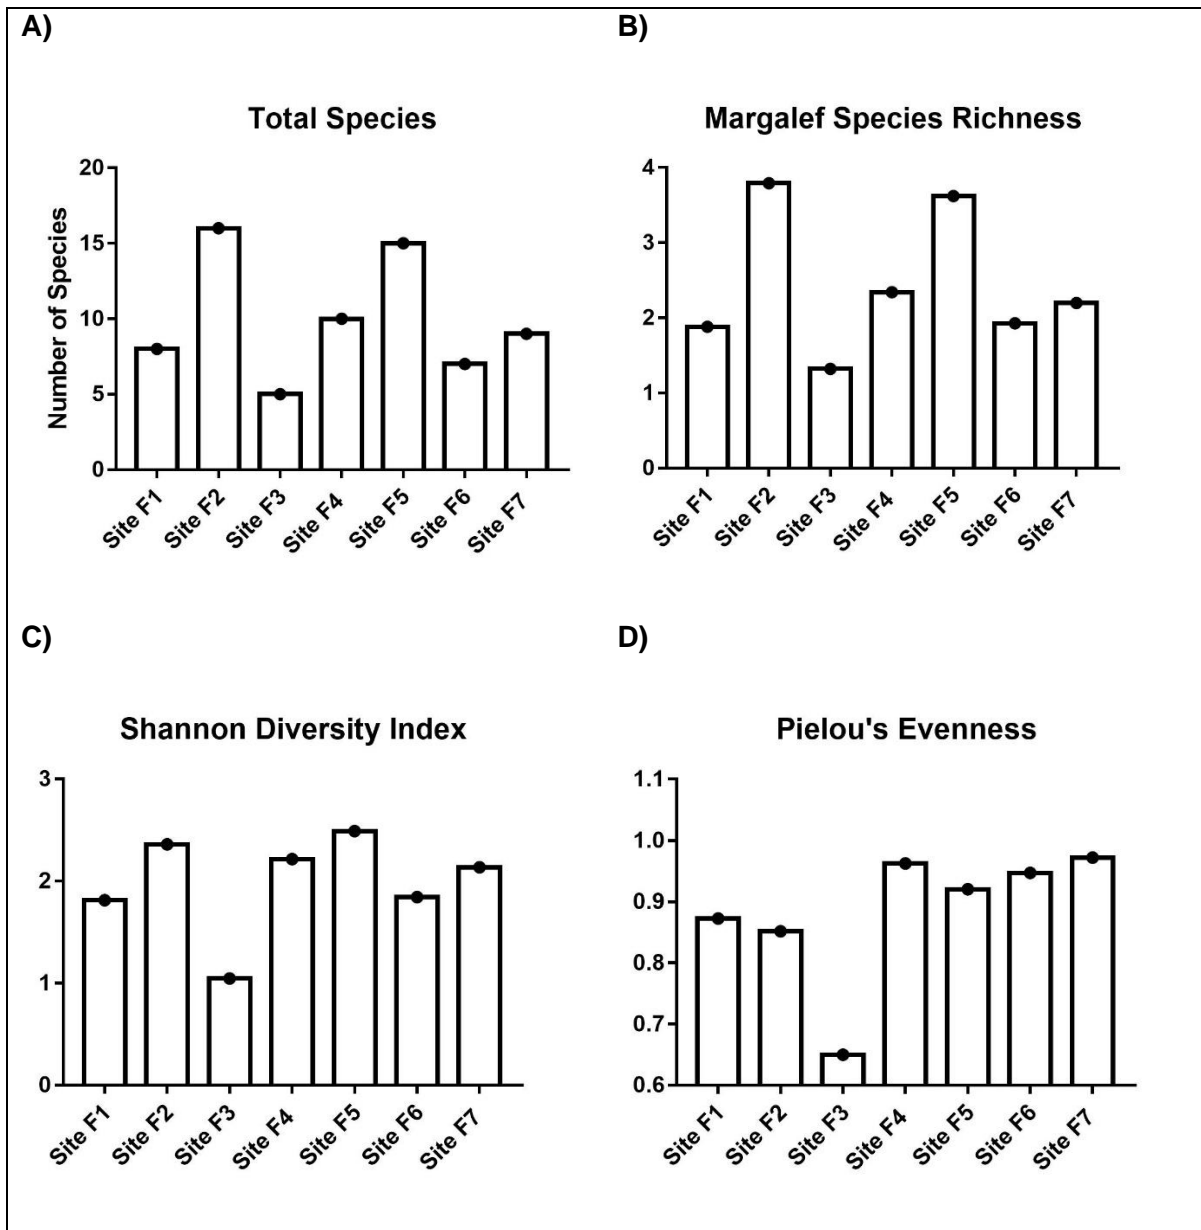 A)
Total Species
Number of Species
20
15
10
5
0
Site F1
Site F2
Site F3
Site F4
Site F5
Site F6
Site F7
B)
Margalef Species Richness
4
3
2
1
0
Site F1
Site F2
Site F3
Site F4
Site F5
Site F6
Site F7
C)
Shannon Diversity Index
3
2
1
0
Site F1
Site F2
Site F3
Site F4
Site F5
Site F6
Site F7
D)
Pielou's Evenness
1.1
1.0
0.9
0.8
0.7
0.6
Site F1
Site F2
Site F3
Site F4
Site F5
Site F6
Site F7